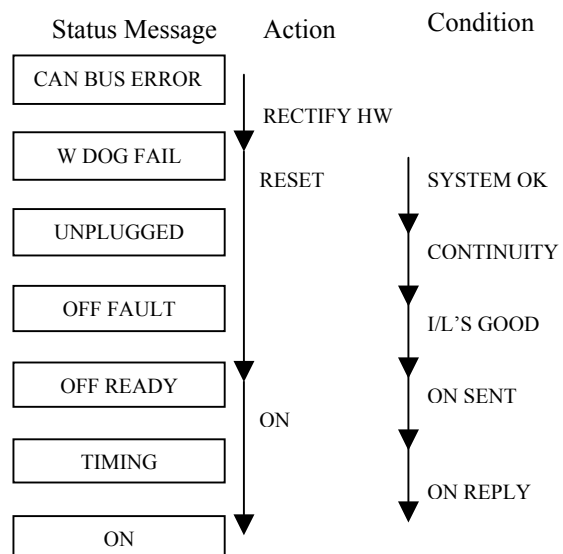 Status Message Action Condition
CAN BUS ERROR
RECTIFY HW
W DOG FAIL
RESET SYSTEM OK
UNPLUGGED
CONTINUITY
OFF FAULT
I/L’S GOOD
OFF READY
ON SENT
ON
TIMING
ON REPLY
ON